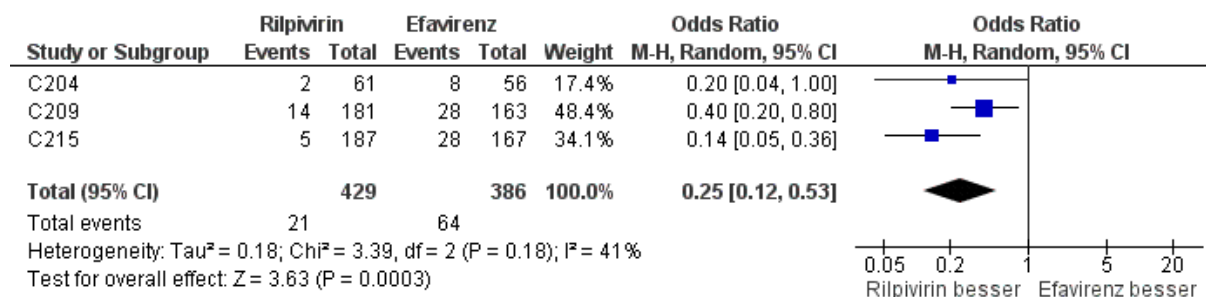 Rilpivirin Efavirenz Odds Ratio Odds Ratio
Study or Subgroup Events Total Events Total Weight M-H, Random, 95% CI M-H, Random, 95% CI
C204 2 61 8 56 17.4% 0.20 [0.04, 1.00]
C209 14 181 28 163 48.4% 0.40 [0.20, 0.80]
C215 5 187 28 167 34.1% 0.14 [0.05, 0.36]
Total (95% CI) 429 386 100.0% 0.25 [0.12, 0.53]
Total events 21 64
Heterogeneity: Tau² = 0.18; Chi² = 3.39, df = 2 (P = 0.18); I² = 41%
Test for overall effect: Z = 3.63 (P = 0.0003)
0.05 0.2 1 5 20
Rilpivirin besser Efavirenz besser